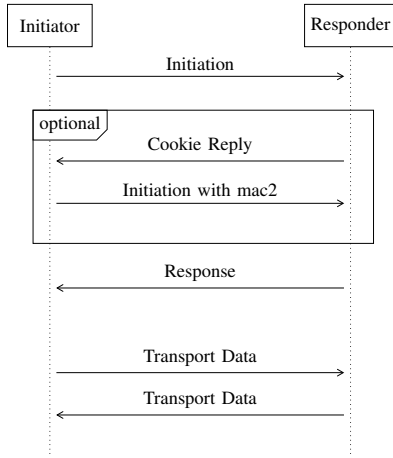 Initiator
Responder
Initiation
optional
Cookie Reply
Initiation with mac2
Response
Transport Data
Transport Data